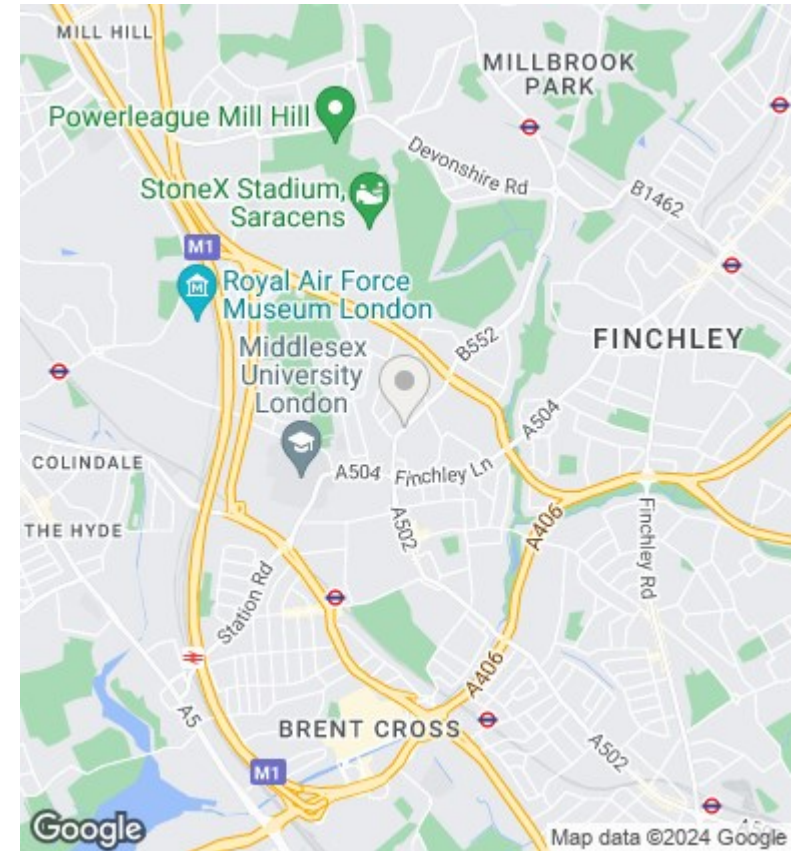 MILL HILL
MILLBROOK
PARK
Powerleague Mill Hill
Devonshire Rd
StoneX Stadium,
Saracens
B1462
M1
Royal Air Force
Museum London
FINCHLEY
B552
Middlesex
University
London
A504
COLINDALE
A504
Finchley Ln
THE HYDE
A502
A406
Finchley Rd
Station Rd
A406
A5
BRENT CROSS
A502
M1
Google
Map data ©2024 Google